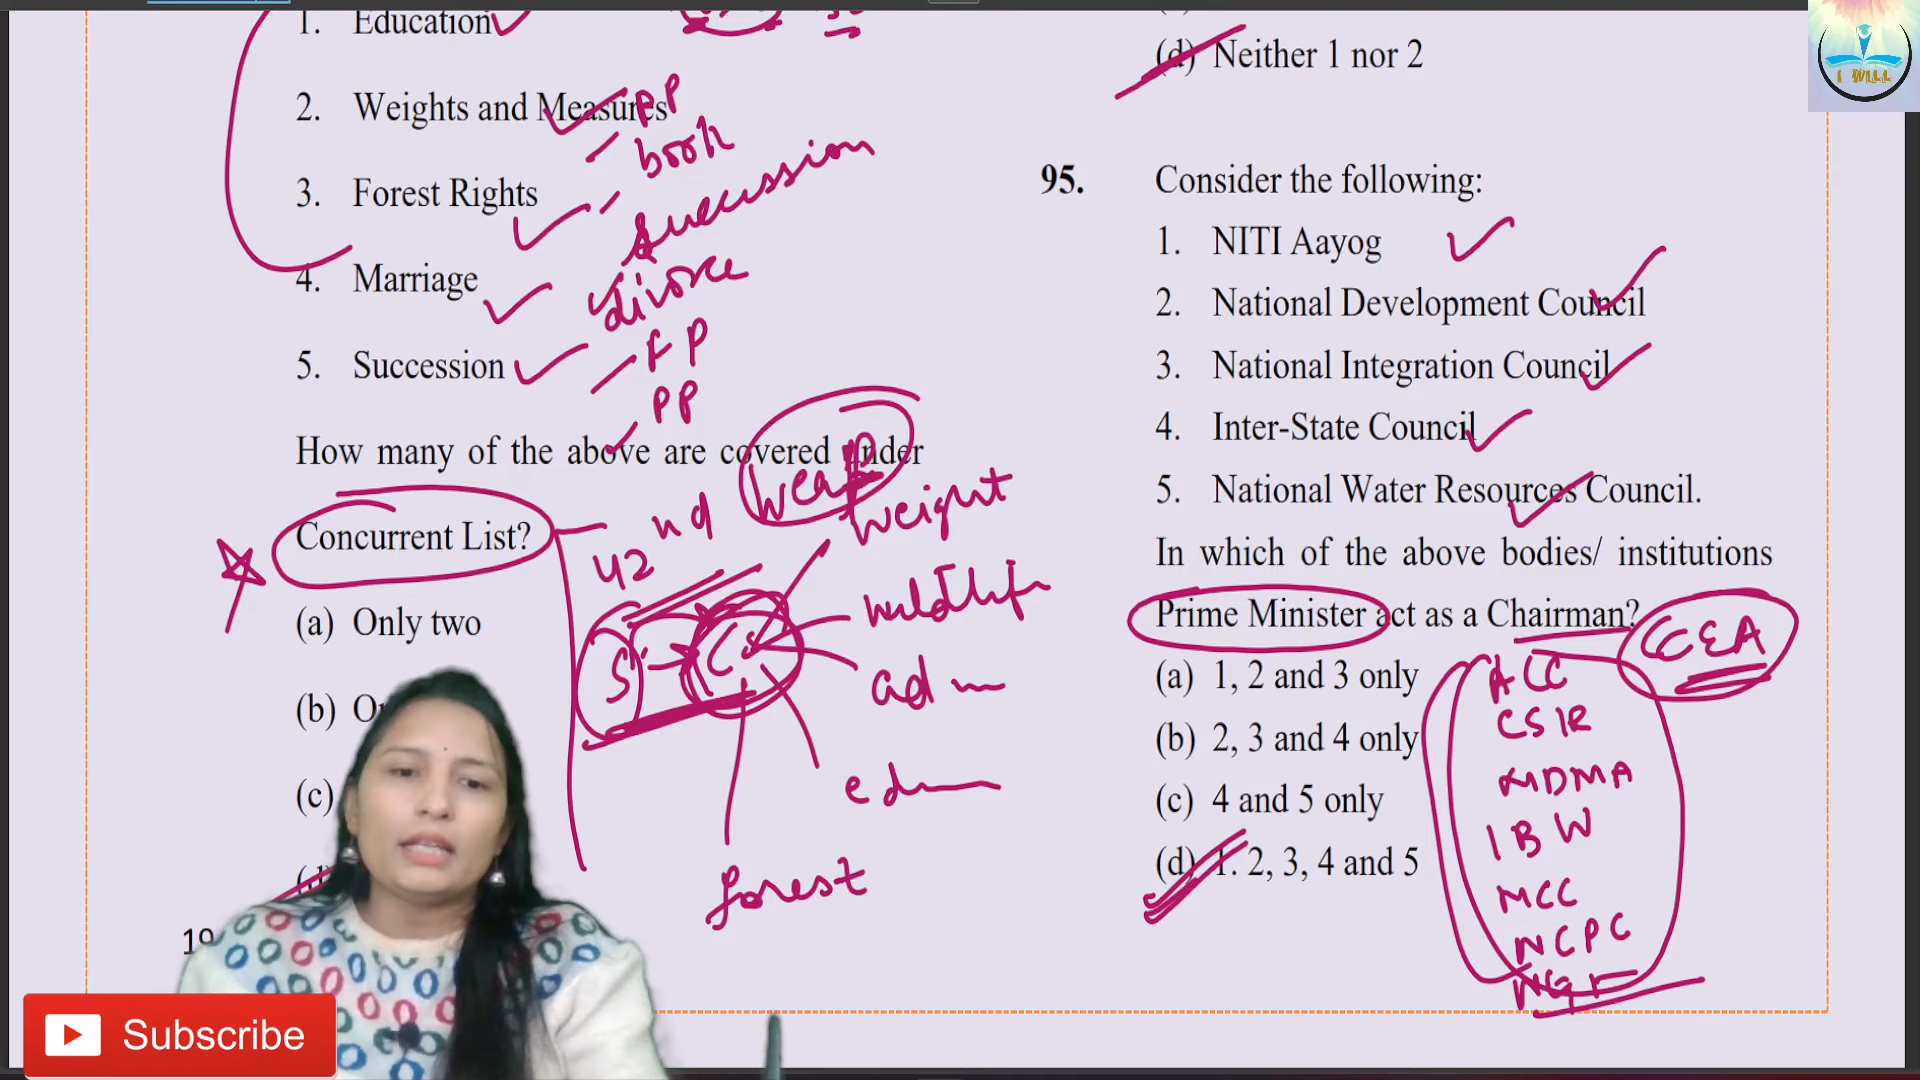 1. Education
2. Weights and Measures
PP
book
3. Forest Rights
succession
4. Marriage
divorce
5. Succession
FP
PP
How many of the above are covered under
weap
Concurrent List?
42nd
weight
wildlife
(a) Only two
S → C
adm
(b)
(c)
edu
forest
(d)
19
Subscribe
(d) Neither 1 nor 2
I WILL
95. Consider the following:
1. NITI Aayog
2. National Development Council
3. National Integration Council
4. Inter-State Council
5. National Water Resources Council.
In which of the above bodies/ institutions
Prime Minister act as a Chairman?
CCEA
(a) 1, 2 and 3 only
ACC
CSIR
(b) 2, 3 and 4 only
NDMA
(c) 4 and 5 only
IBW
(d) 1. 2, 3, 4 and 5
MCC
NCPC